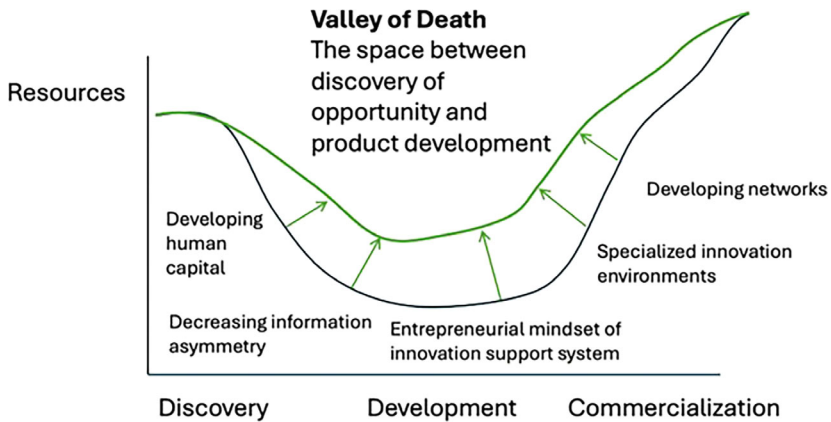 Valley of Death
The space between
discovery of
opportunity and
product development
Resources
Developing networks
Developing
human
capital
Specialized innovation
environments
Decreasing information
asymmetry
Entrepreneurial mindset of
innovation support system
Discovery
Development
Commercialization